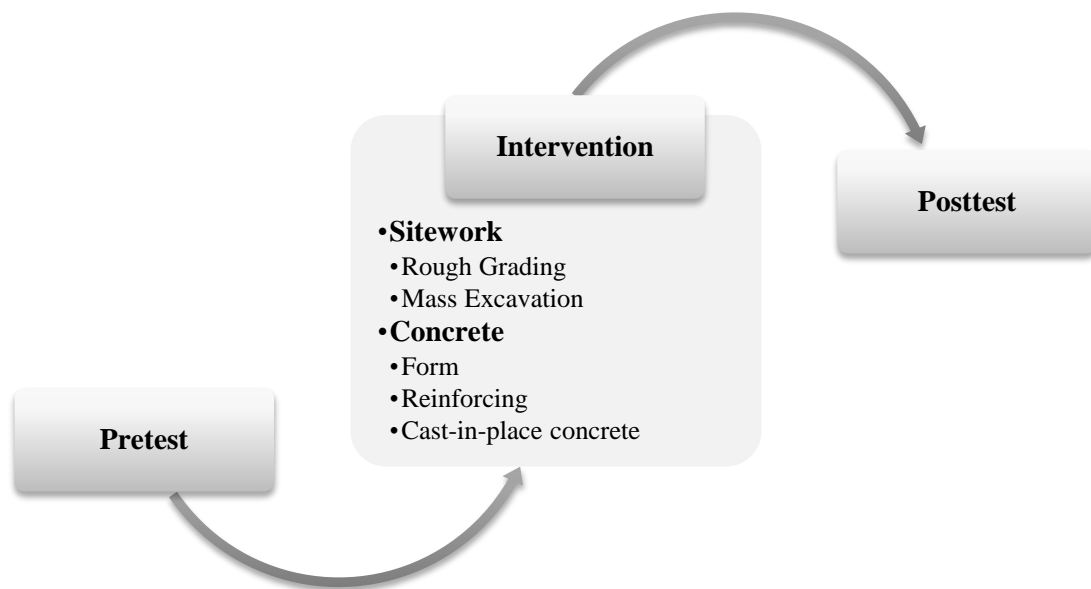 Intervention
Posttest
•Sitework
•Rough Grading
•Mass Excavation
•Concrete
•Form
•Reinforcing
•Cast-in-place concrete
Pretest